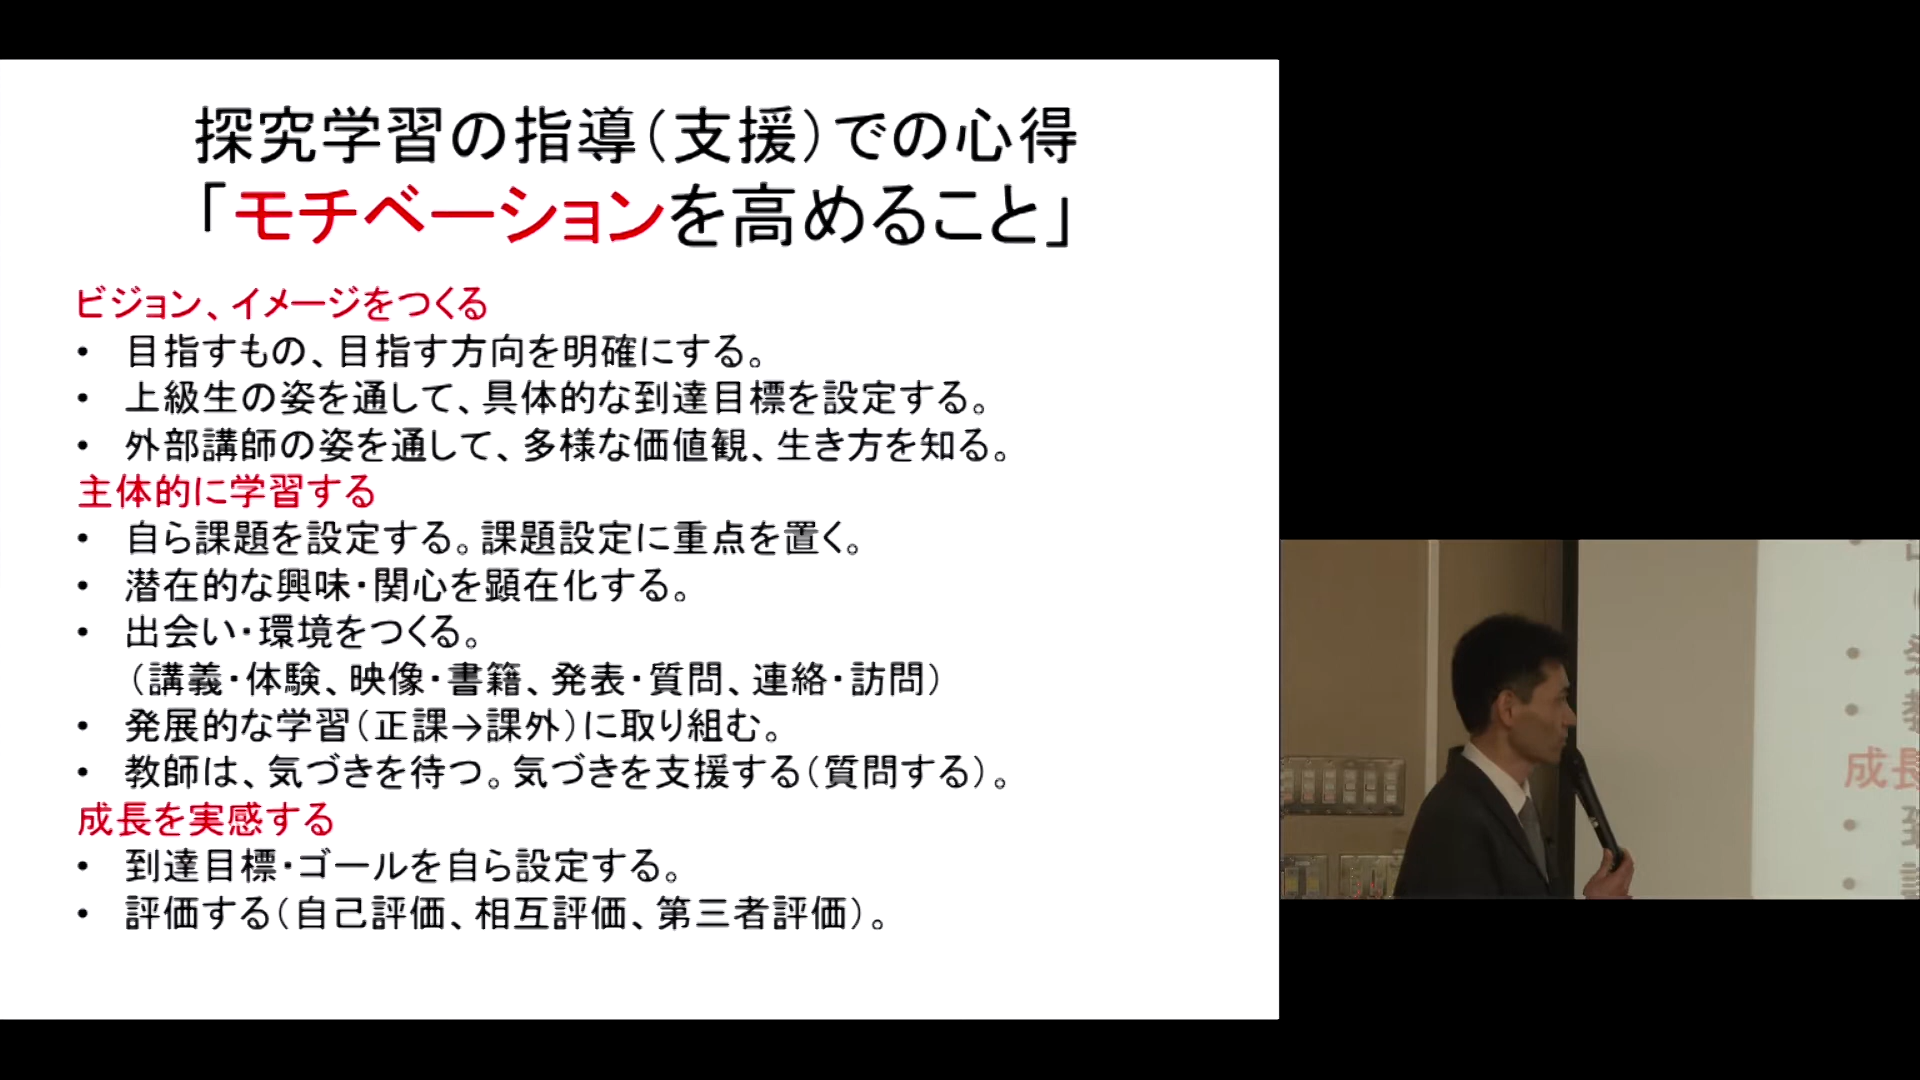 探究学習の指導（支援）での心得
「モチベーションを高めること」
ビジョン、イメージをつくる
• 目指すもの、目指す方向を明確にする。
• 上級生の姿を通して、具体的な到達目標を設定する。
• 外部講師の姿を通して、多様な価値観、生き方を知る。
主体的に学習する
• 自ら課題を設定する。課題設定に重点を置く。
• 潜在的な興味・関心を顕在化する。
• 出会い・環境をつくる。
（講義・体験、映像・書籍、発表・質問、連絡・訪問）
• 発展的な学習（正課→課外）に取り組む。
• 教師は、気づきを待つ。気づきを支援する（質問する）。
成長を実感する
• 到達目標・ゴールを自ら設定する。
• 評価する（自己評価、相互評価、第三者評価）。
成長